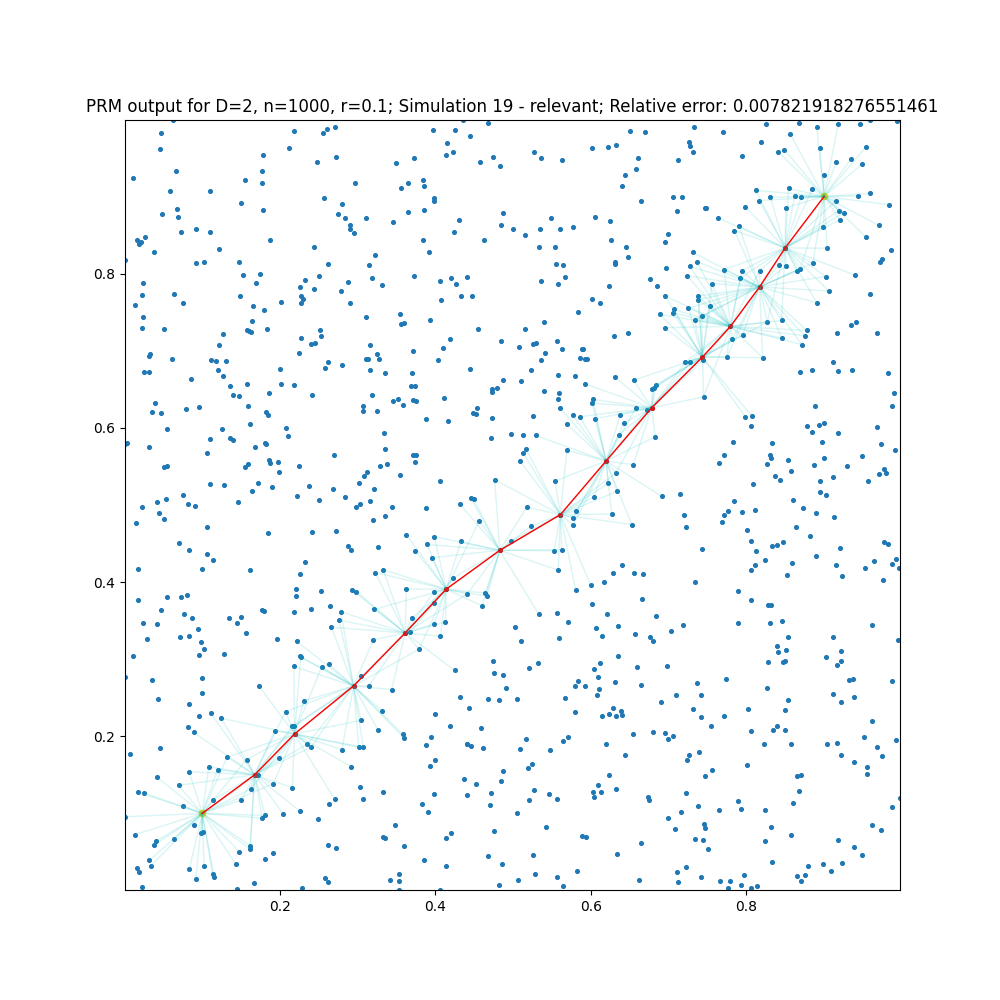 PRM output for D=2, n=1000, r=0.1; Simulation 19 - relevant; Relative error: 0.007821918276551461
0.8
0.6
0.4
0.2
0.2 0.4 0.6 0.8